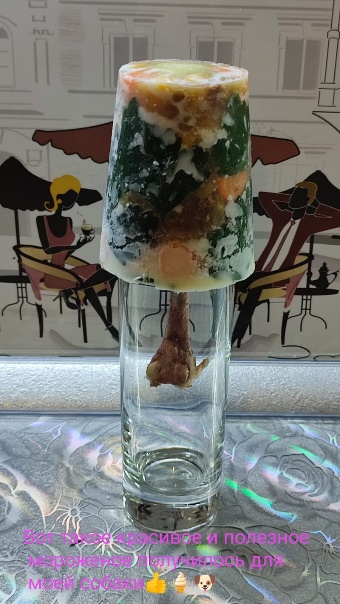 Вот такое красивое и полезное
мороженое получилось для
моей собаки👍🍦🐶